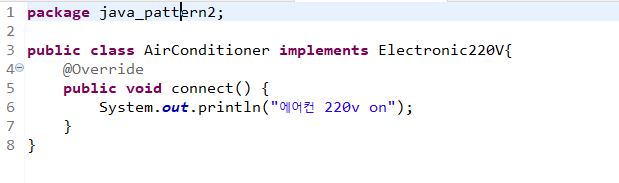 1 package java_pattern2;
2
3 public class AirConditioner implements Electronic220V{
4 @Override
5 public void connect() {
6 System.out.println("에어컨 220v on");
7 }
8 }